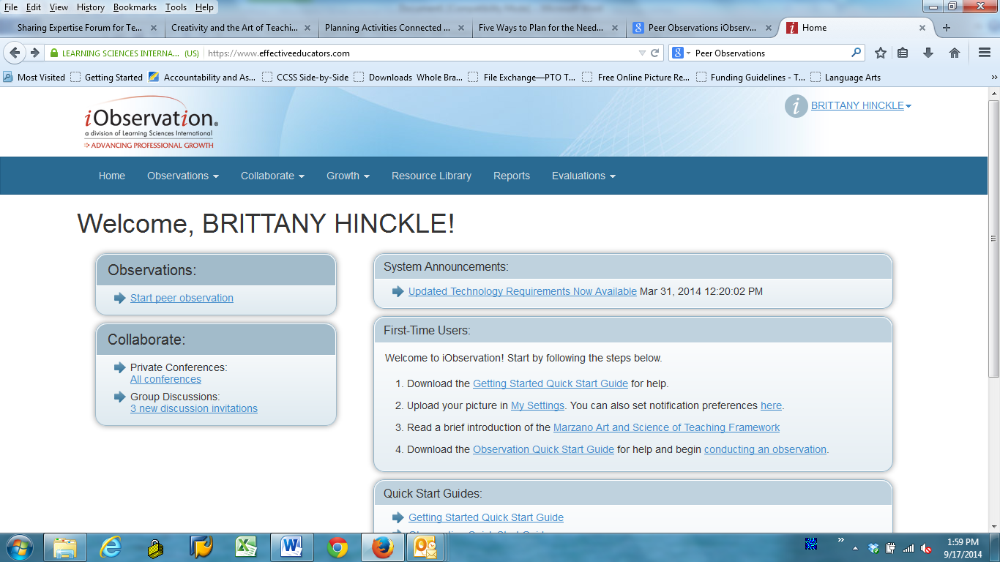 File Edit View History Bookmarks Tools Help
Sharing Expertise Forum for Te... Creativity and the Art of Teachi... Planning Activities Connected ... Five Ways to Plan for the Need... Peer Observations iObserv... Home
LEARNING SCIENCES INTERNA... (US) https://www.effectiveeducators.com Peer Observations
Most Visited Getting Started Accountability and As... CCSS Side-by-Side Downloads Whole Bra... File Exchange—PTO T... Free Online Picture Re... Funding Guidelines - T... Language Arts
iObservation®
a division of Learning Sciences International
ADVANCING PROFESSIONAL GROWTH
BRITTANY HINCKLE
Home Observations Collaborate Growth Resource Library Reports Evaluations
Welcome, BRITTANY HINCKLE!
Observations:
Start peer observation
Collaborate:
Private Conferences:
All conferences
Group Discussions:
3 new discussion invitations
System Announcements:
Updated Technology Requirements Now Available Mar 31, 2014 12:20:02 PM
First-Time Users:
Welcome to iObservation! Start by following the steps below.
1. Download the Getting Started Quick Start Guide for help.
2. Upload your picture in My Settings. You can also set notification preferences here.
3. Read a brief introduction of the Marzano Art and Science of Teaching Framework
4. Download the Observation Quick Start Guide for help and begin conducting an observation.
Quick Start Guides:
Getting Started Quick Start Guide
1:59 PM
9/17/2014